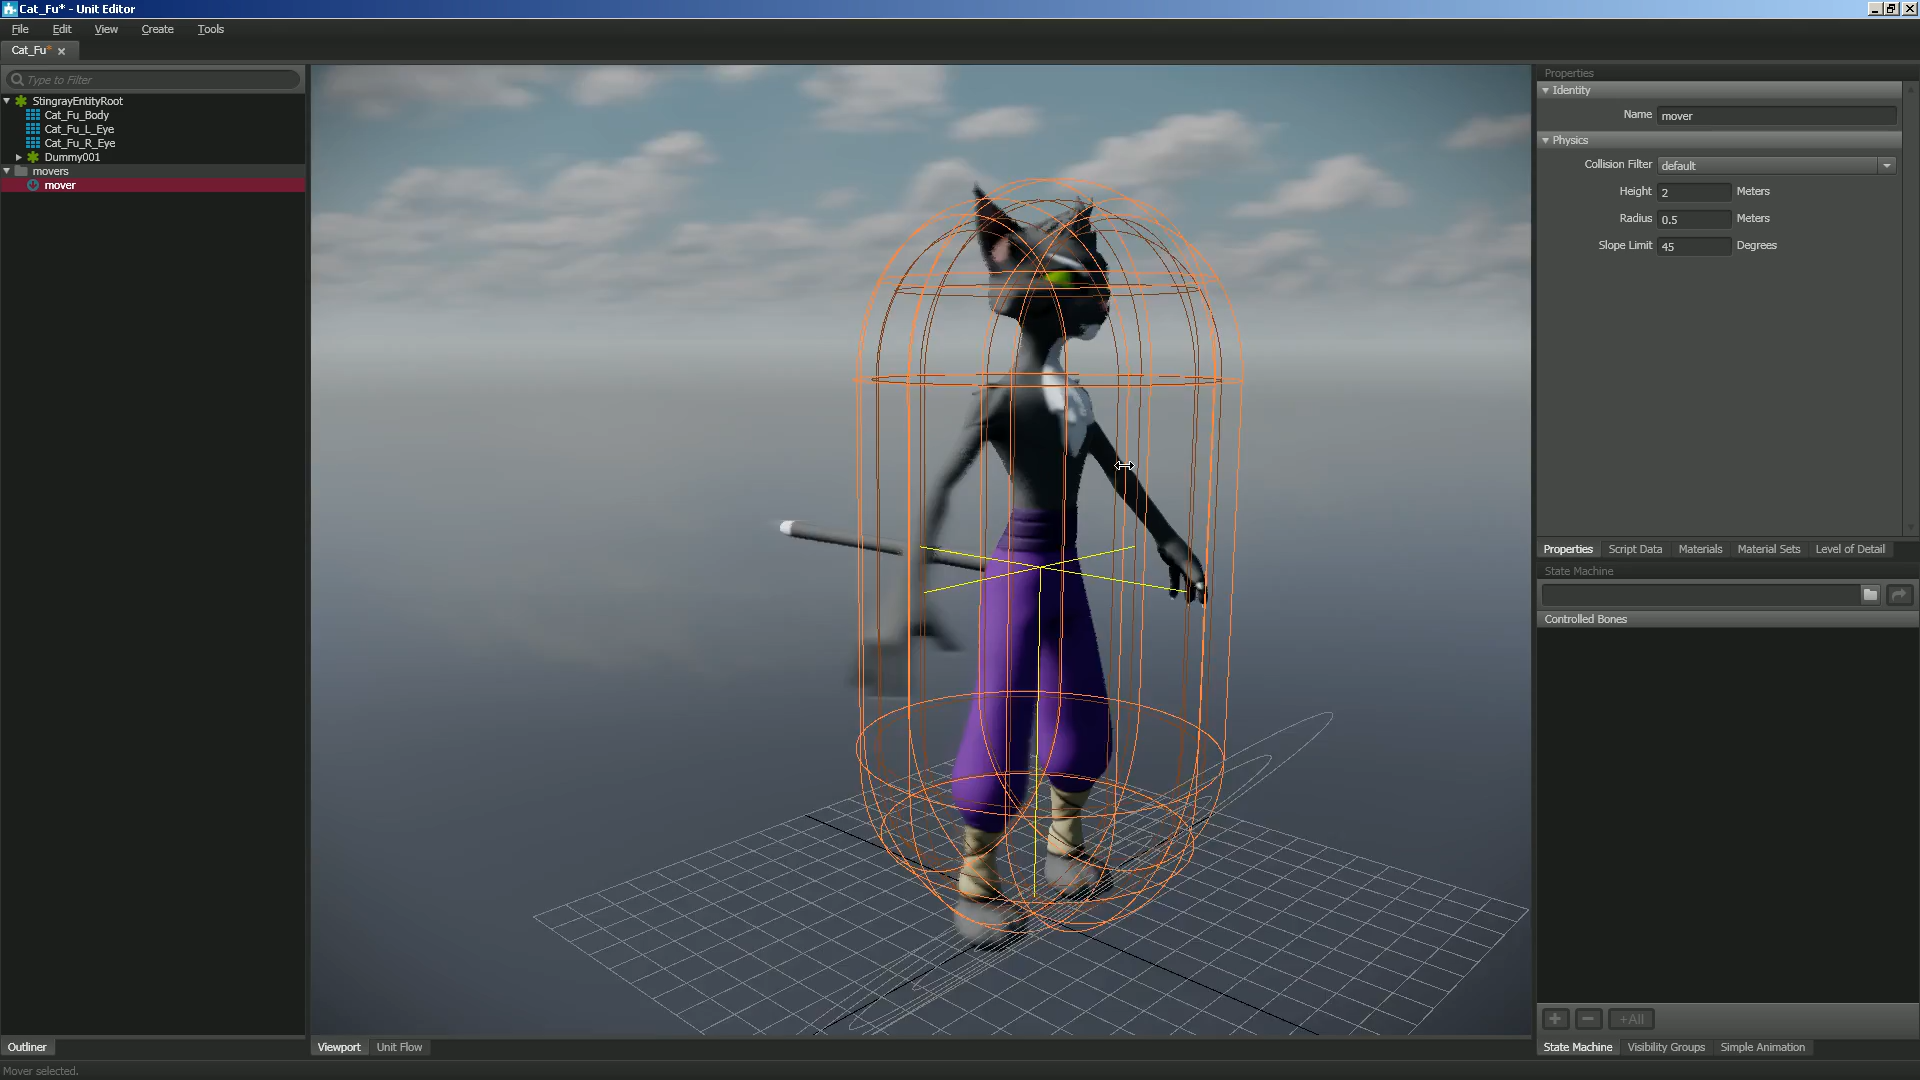 Cat_Fu* - Unit Editor
File Edit View Create Tools
Cat_Fu*
Type to Filter
StingrayEntityRoot
Cat_Fu_Body
Cat_Fu_L_Eye
Cat_Fu_R_Eye
Dummy001
movers
mover
Properties
Identity
Name mover
Physics
Collision Filter default
Height 2 Meters
Radius 0.5 Meters
Slope Limit 45 Degrees
Properties Script Data Materials Material Sets Level of Detail
State Machine
Controlled Bones
+All
Outliner
Viewport Unit Flow
State Machine Visibility Groups Simple Animation
Mover selected.